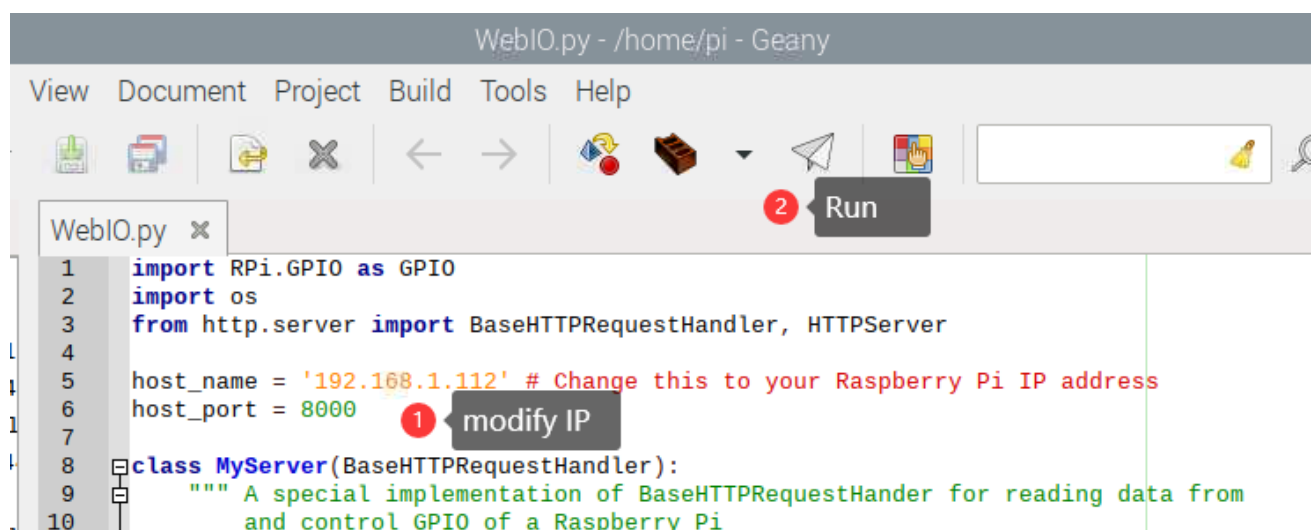 WebIO.py - /home/pi - Geany
View Document Project Build Tools Help
2 Run
WebIO.py
1 import RPi.GPIO as GPIO
2 import os
3 from http.server import BaseHTTPRequestHandler, HTTPServer
4
5 host_name = '192.168.1.112' # Change this to your Raspberry Pi IP address
6 host_port = 8000
1 modify IP
7
8 class MyServer(BaseHTTPRequestHandler):
9 """ A special implementation of BaseHTTPRequestHander for reading data from
10 and control GPIO of a Raspberry Pi